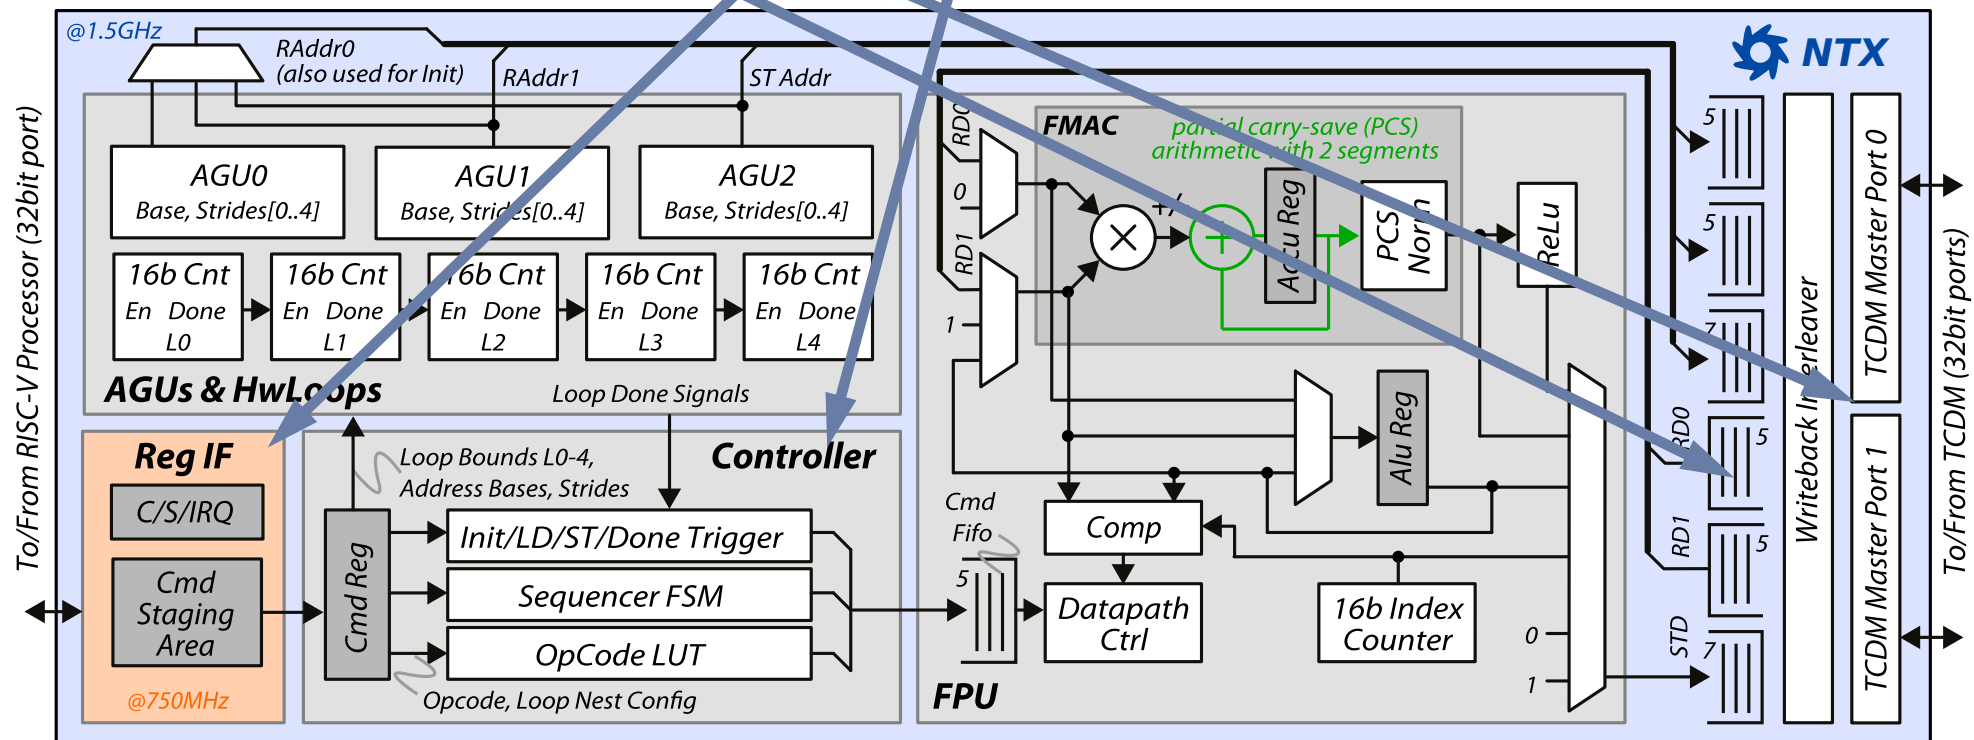 @1.5GHz
RAddr0
(also used for Init)
RAddr1
ST Addr
NTX
To/From RISC-V Processor (32bit port)
AGU0
Base, Strides[0..4]
AGU1
Base, Strides[0..4]
AGU2
Base, Strides[0..4]
16b Cnt
En Done
L0
16b Cnt
En Done
L1
16b Cnt
En Done
L2
16b Cnt
En Done
L3
16b Cnt
En Done
L4
AGUs & HwLoops
Loop Done Signals
Reg IF
C/S/IRQ
Cmd
Staging
Area
@750MHz
Loop Bounds L0-4,
Address Bases, Strides
Controller
Cmd Reg
Init/LD/ST/Done Trigger
Sequencer FSM
OpCode LUT
Opcode, Loop Nest Config
RD0
0
RD1
1
FMAC
partial carry-save (PCS)
arithmetic with 2 segments
+/-
Accu Reg
PCS
Norm
ReLu
Alu Reg
Cmd
Fifo
5
Comp
Datapath
Ctrl
16b Index
Counter
0
1
FPU
5
5
7
RD0
5
RD1
5
STD
7
Writeback Interleaver
TCDM Master Port 0
TCDM Master Port 1
To/From TCDM (32bit ports)